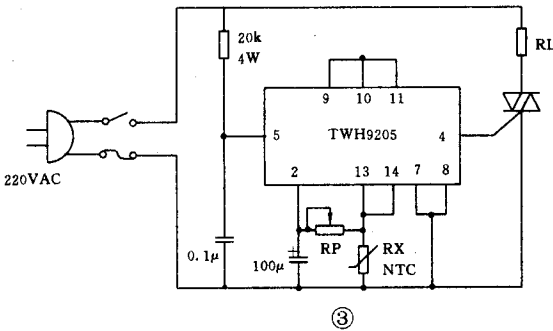 20k
4W
RL
9 10 11
5 TWH9205 4
2 13 14 7 8
220VAC
0.1μ
100μ
RP
RX
NTC
③